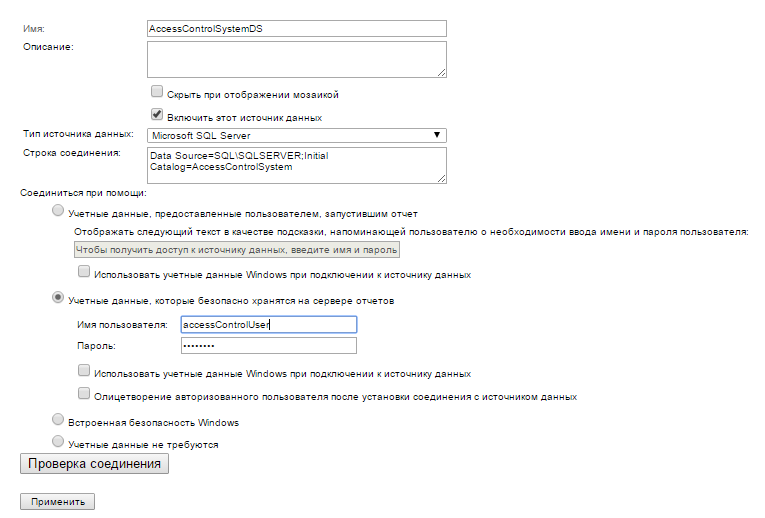 Имя: AccessControlSystemDS
Описание:
Скрыть при отображении мозаикой
Включить этот источник данных
Тип источника данных: Microsoft SQL Server
Строка соединения: Data Source=SQL\SQLSERVER;Initial
Catalog=AccessControlSystem
Соединиться при помощи:
Учетные данные, предоставленные пользователем, запустившим отчет
Отображать следующий текст в качестве подсказки, напоминающей пользователю о необходимости ввода имени и пароля пользователя:
Чтобы получить доступ к источнику данных, введите имя и пароль
Использовать учетные данные Windows при подключении к источнику данных
Учетные данные, которые безопасно хранятся на сервере отчетов
Имя пользователя: accessControlUser
Пароль: ••••••••
Использовать учетные данные Windows при подключении к источнику данных
Олицетворение авторизованного пользователя после установки соединения с источником данных
Встроенная безопасность Windows
Учетные данные не требуются
Проверка соединения
Применить